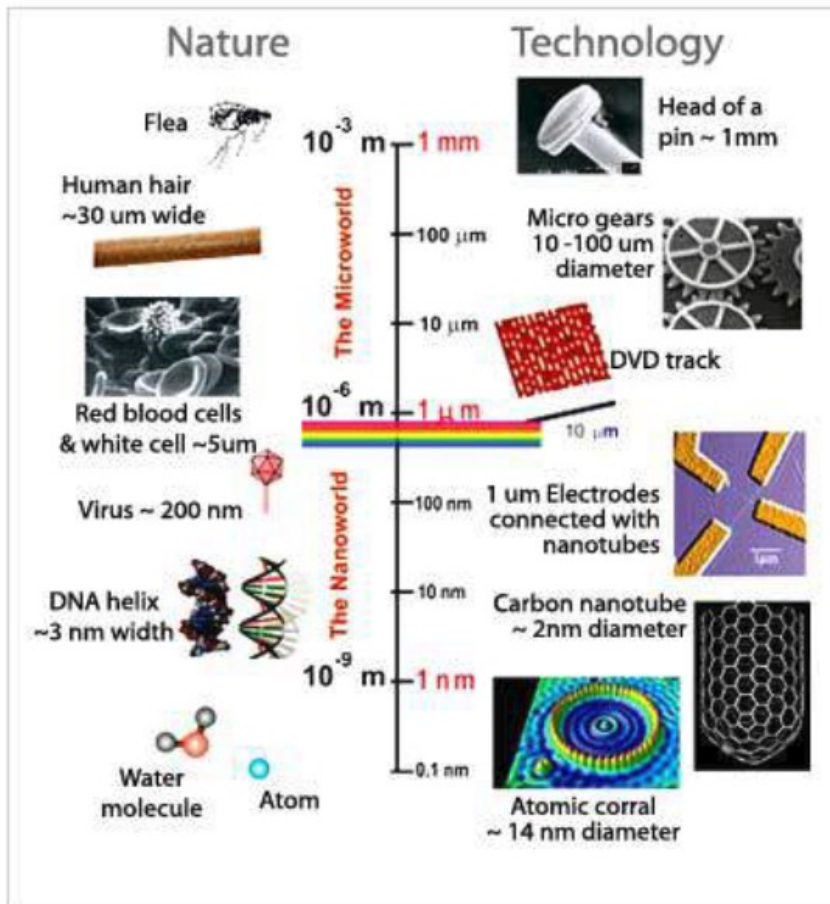 Nature
Technology
Flea
10-3 m
1 mm
Head of a
pin ~ 1mm
Human hair
~30 um wide
The Microworld
100 μm
Micro gears
10 -100 um
diameter
10 μm
DVD track
Red blood cells
& white cell ~5um
10-6 m
1 μm
10 μm
Virus ~ 200 nm
The Nanoworld
100 nm
1 um Electrodes
connected with
nanotubes
1μm
DNA helix
~3 nm width
10 nm
Carbon nanotube
~ 2nm diameter
10-9 m
1 nm
Water
molecule
Atom
0.1 nm
Atomic corral
~ 14 nm diameter